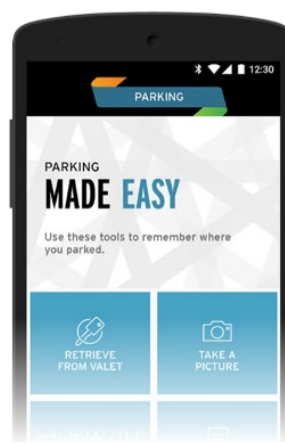 12:30
PARKING
PARKING
MADE EASY
Use these tools to remember where
you parked.
RETRIEVE
FROM VALET
TAKE A
PICTURE